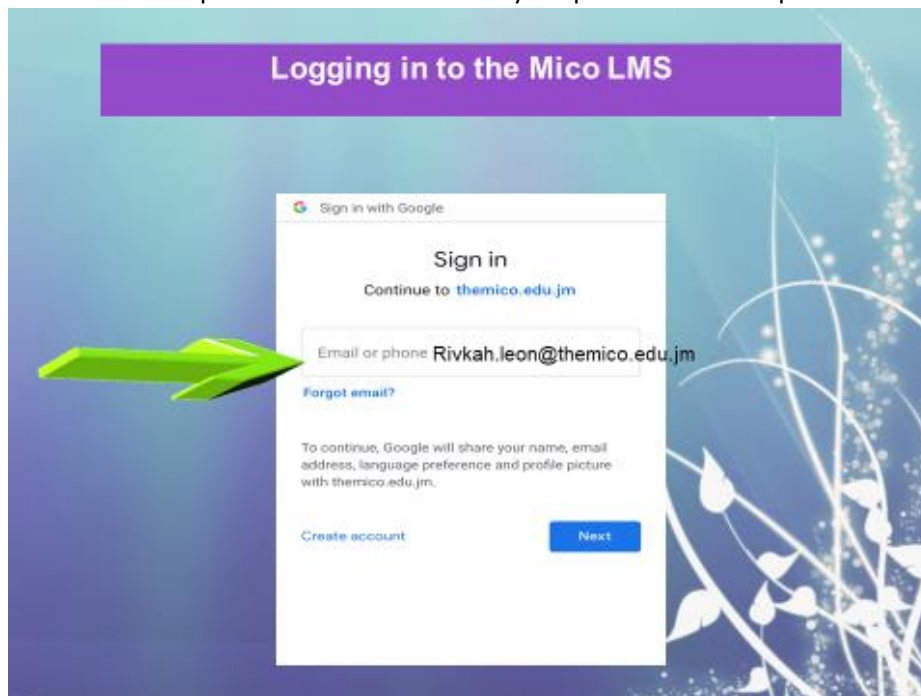 Logging in to the Mico LMS
Sign in with Google
Sign in
Continue to themico.edu.jm
Email or phone Rivkah.leon@themico.edu.jm
Forgot email?
To continue, Google will share your name, email
address, language preference and profile picture
with themico.edu.jm.
Create account Next